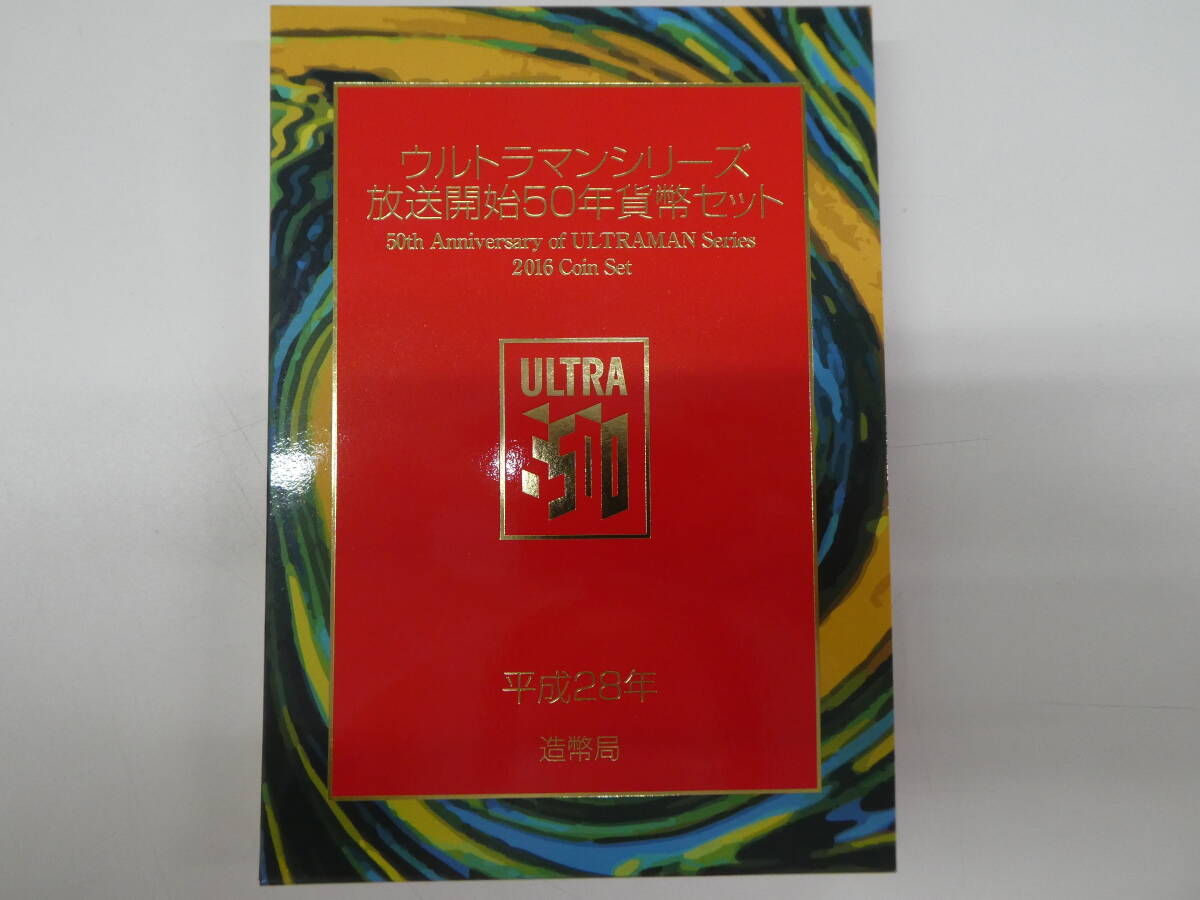 ウルトラマンシリーズ
放送開始50年貨幣セット
50th Anniversary of ULTRAMAN Series
2016 Coin Set
ULTRA
50
平成28年
造幣局